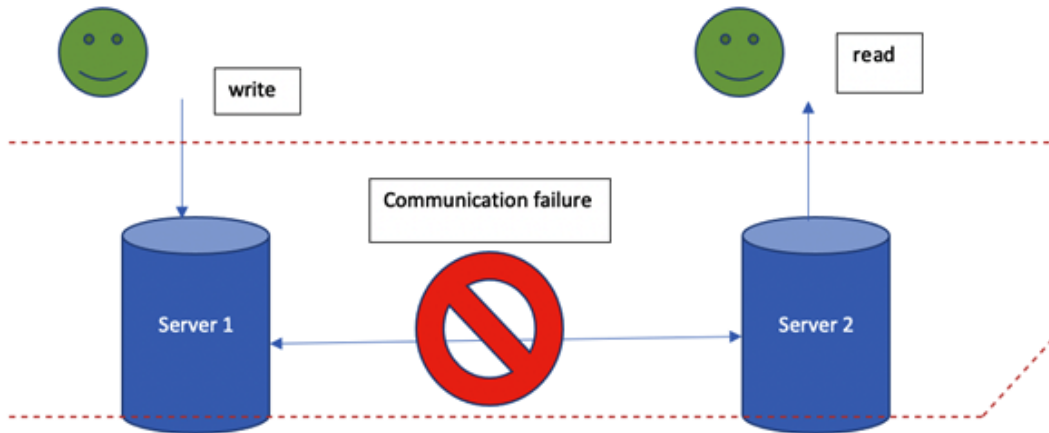 write
read
Communication failure
Server 1
Server 2